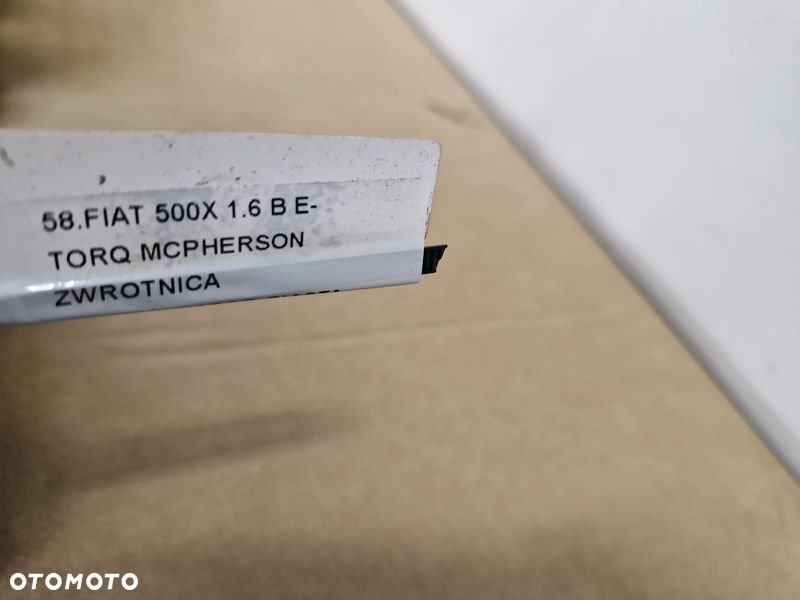 58.FIAT 500X 1.6 B E-
TORQ MCPHERSON
ZWROTNICA
OTOMOTO